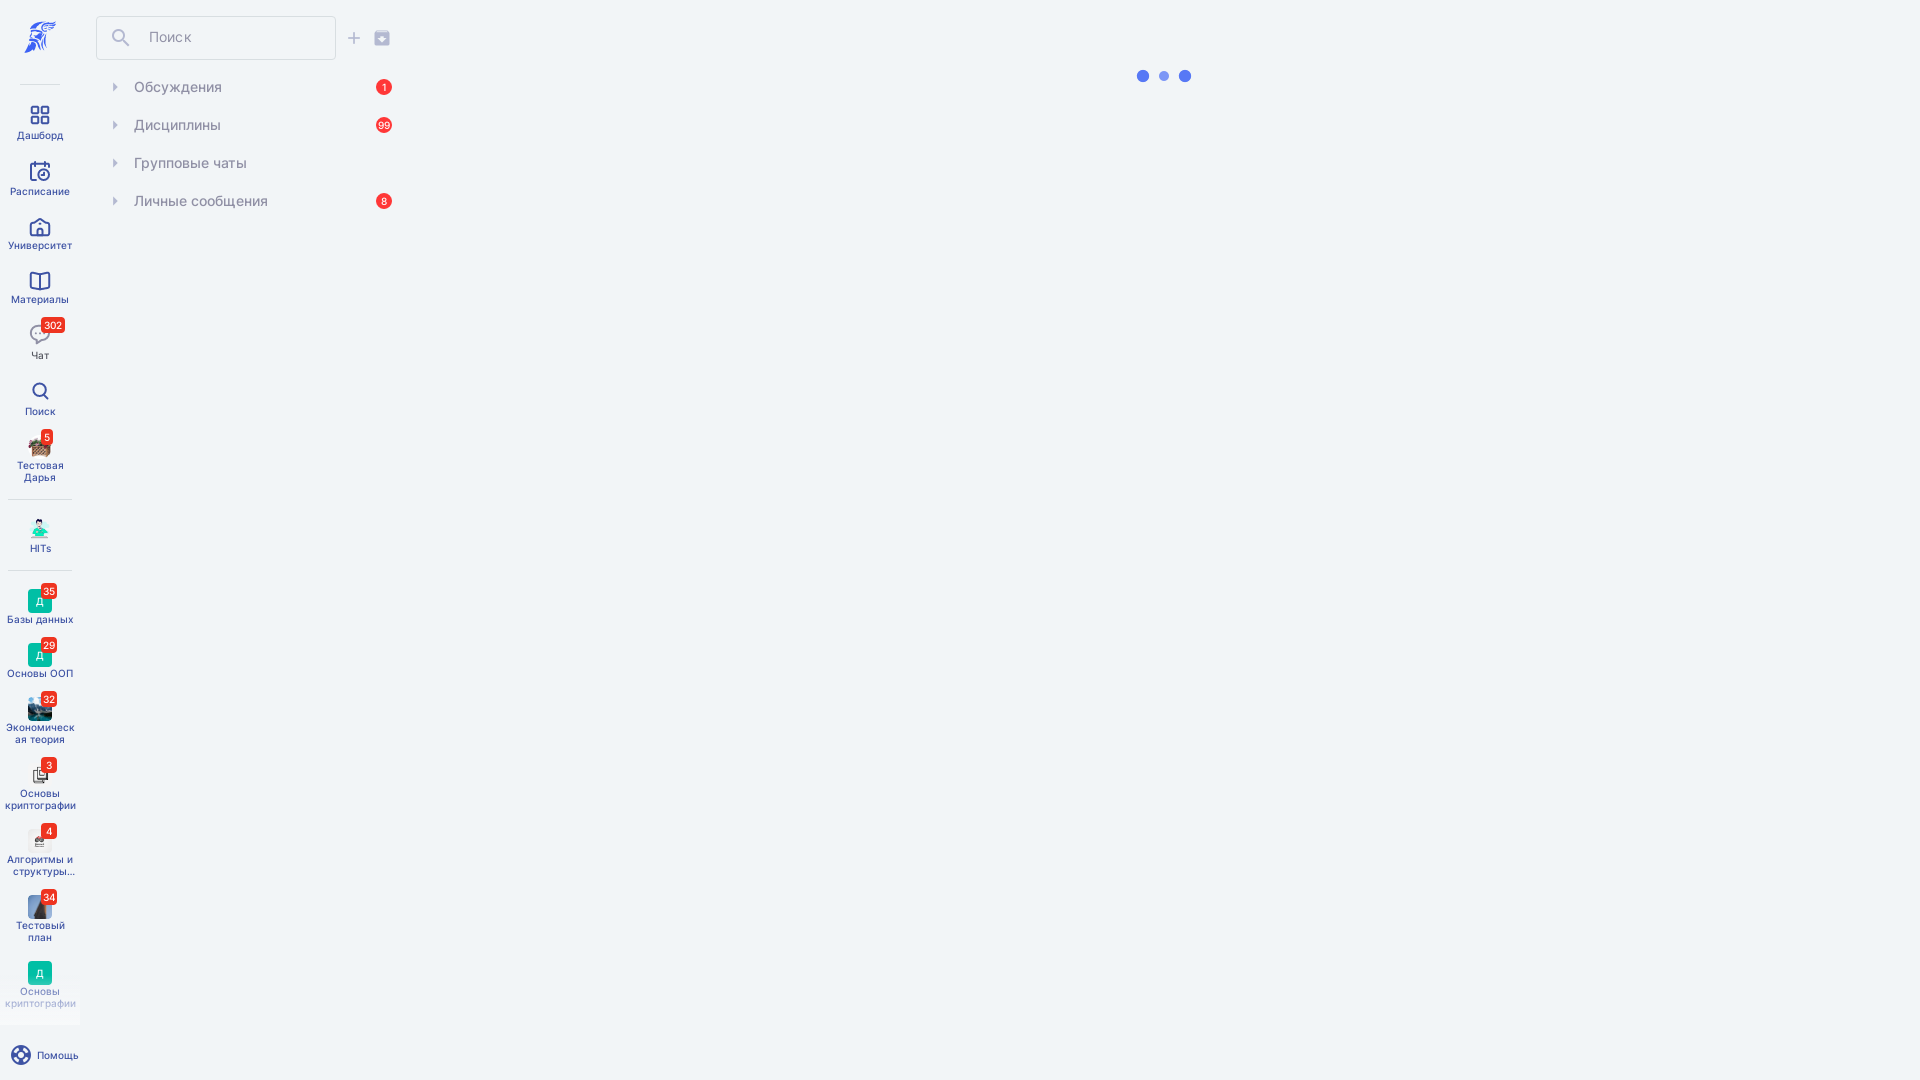 Поиск
Обсуждения
1
Дисциплины
99
Групповые чаты
Личные сообщения
8
Дашборд
Расписание
Университет
Материалы
302
Чат
Поиск
5
Тестовая
Дарья
HITs
35
Д
Базы данных
29
Д
Основы ООП
32
Экономическ
ая теория
3
Основы
криптографии
4
Алгоритмы и
структуры...
34
Тестовый
план
Д
Основы
криптографии
Помощь